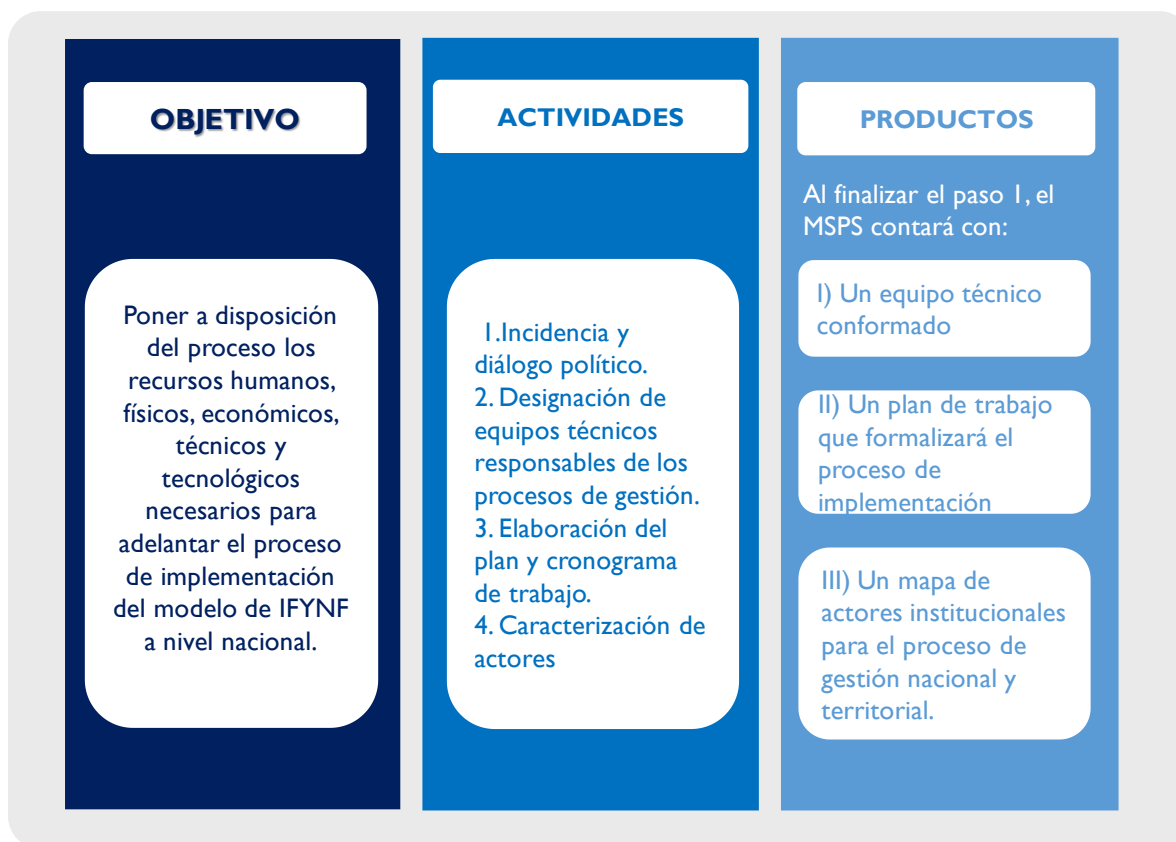 OBJETIVO
Poner a disposición
del proceso los
recursos humanos,
físicos, económicos,
técnicos y
tecnológicos
necesarios para
adelantar el proceso
de implementación
del modelo de IFYNF
a nivel nacional.
ACTIVIDADES
1.Incidencia y
diálogo político.
2. Designación de
equipos técnicos
responsables de los
procesos de gestión.
3. Elaboración del
plan y cronograma
de trabajo.
4. Caracterización de
actores
PRODUCTOS
Al finalizar el paso 1, el
MSPS contará con:
I) Un equipo técnico
conformado
II) Un plan de trabajo
que formalizará el
proceso de
implementación
III) Un mapa de
actores institucionales
para el proceso de
gestión nacional y
territorial.